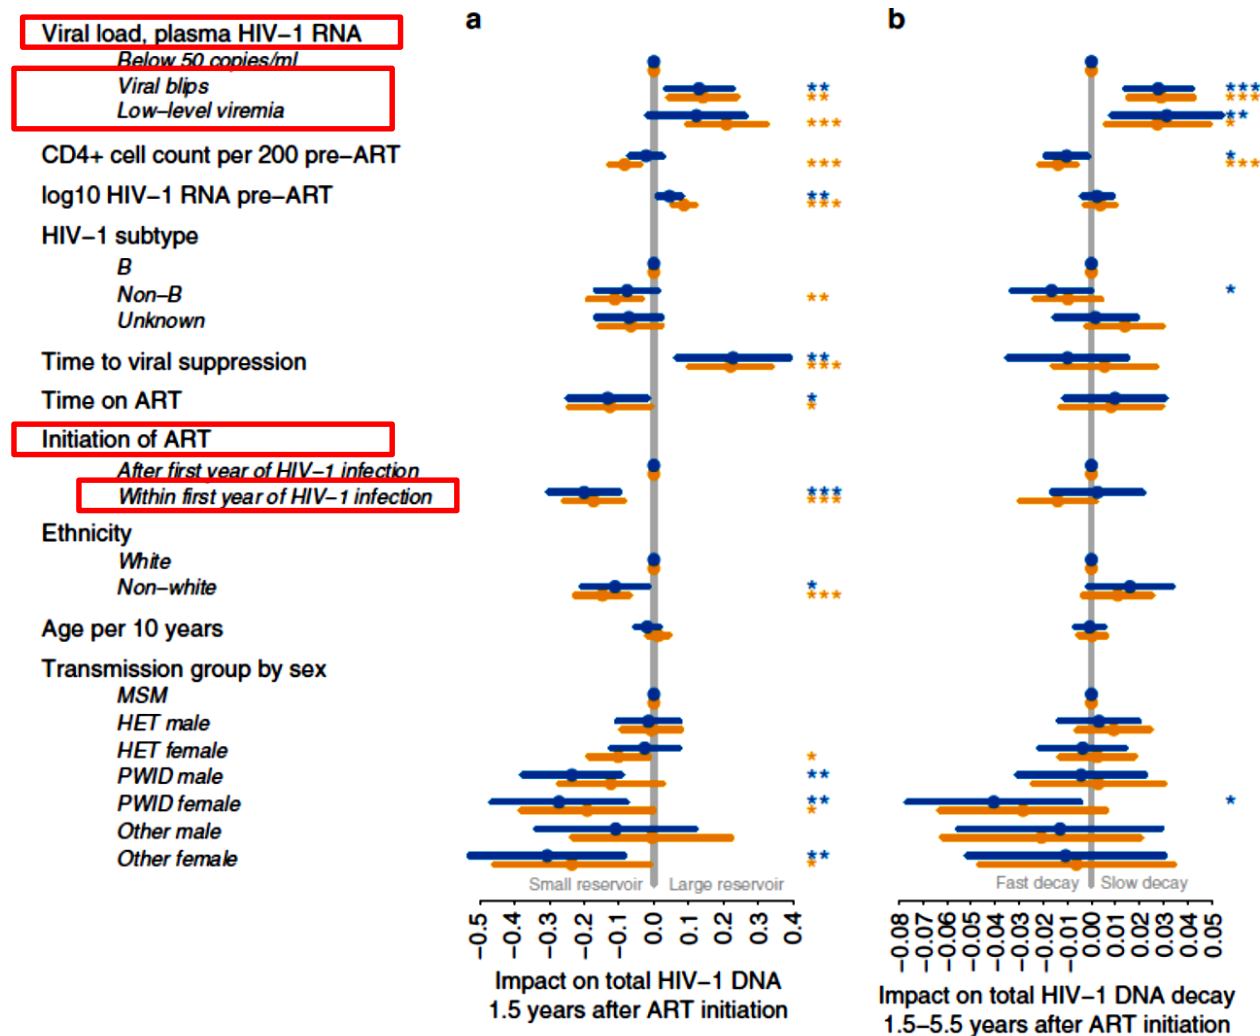 a
b
Viral load, plasma HIV−1 RNA
Below 50 copies/ml
Viral blips ** ** *** ***
Low−level viremia *** ** *
CD4+ cell count per 200 pre−ART *** * ***
log10 HIV−1 RNA pre−ART ** ***
HIV−1 subtype
B
Non−B ** *
Unknown
Time to viral suppression ** ***
Time on ART * *
Initiation of ART
After first year of HIV−1 infection
Within first year of HIV−1 infection *** ***
Ethnicity
White
Non−white * ***
Age per 10 years
Transmission group by sex
MSM
HET male
HET female *
PWID male **
PWID female ** * *
Other male
Other female ** *
Small reservoir Large reservoir Fast decay Slow decay
−0.5 −0.4 −0.3 −0.2 −0.1 0.0 0.1 0.2 0.3 0.4
−0.08 −0.07 −0.06 −0.05 −0.04 −0.03 −0.02 −0.01 0.00 0.01 0.02 0.03 0.04 0.05
Impact on total HIV−1 DNA
1.5 years after ART initiation
Impact on total HIV−1 DNA decay
1.5−5.5 years after ART initiation